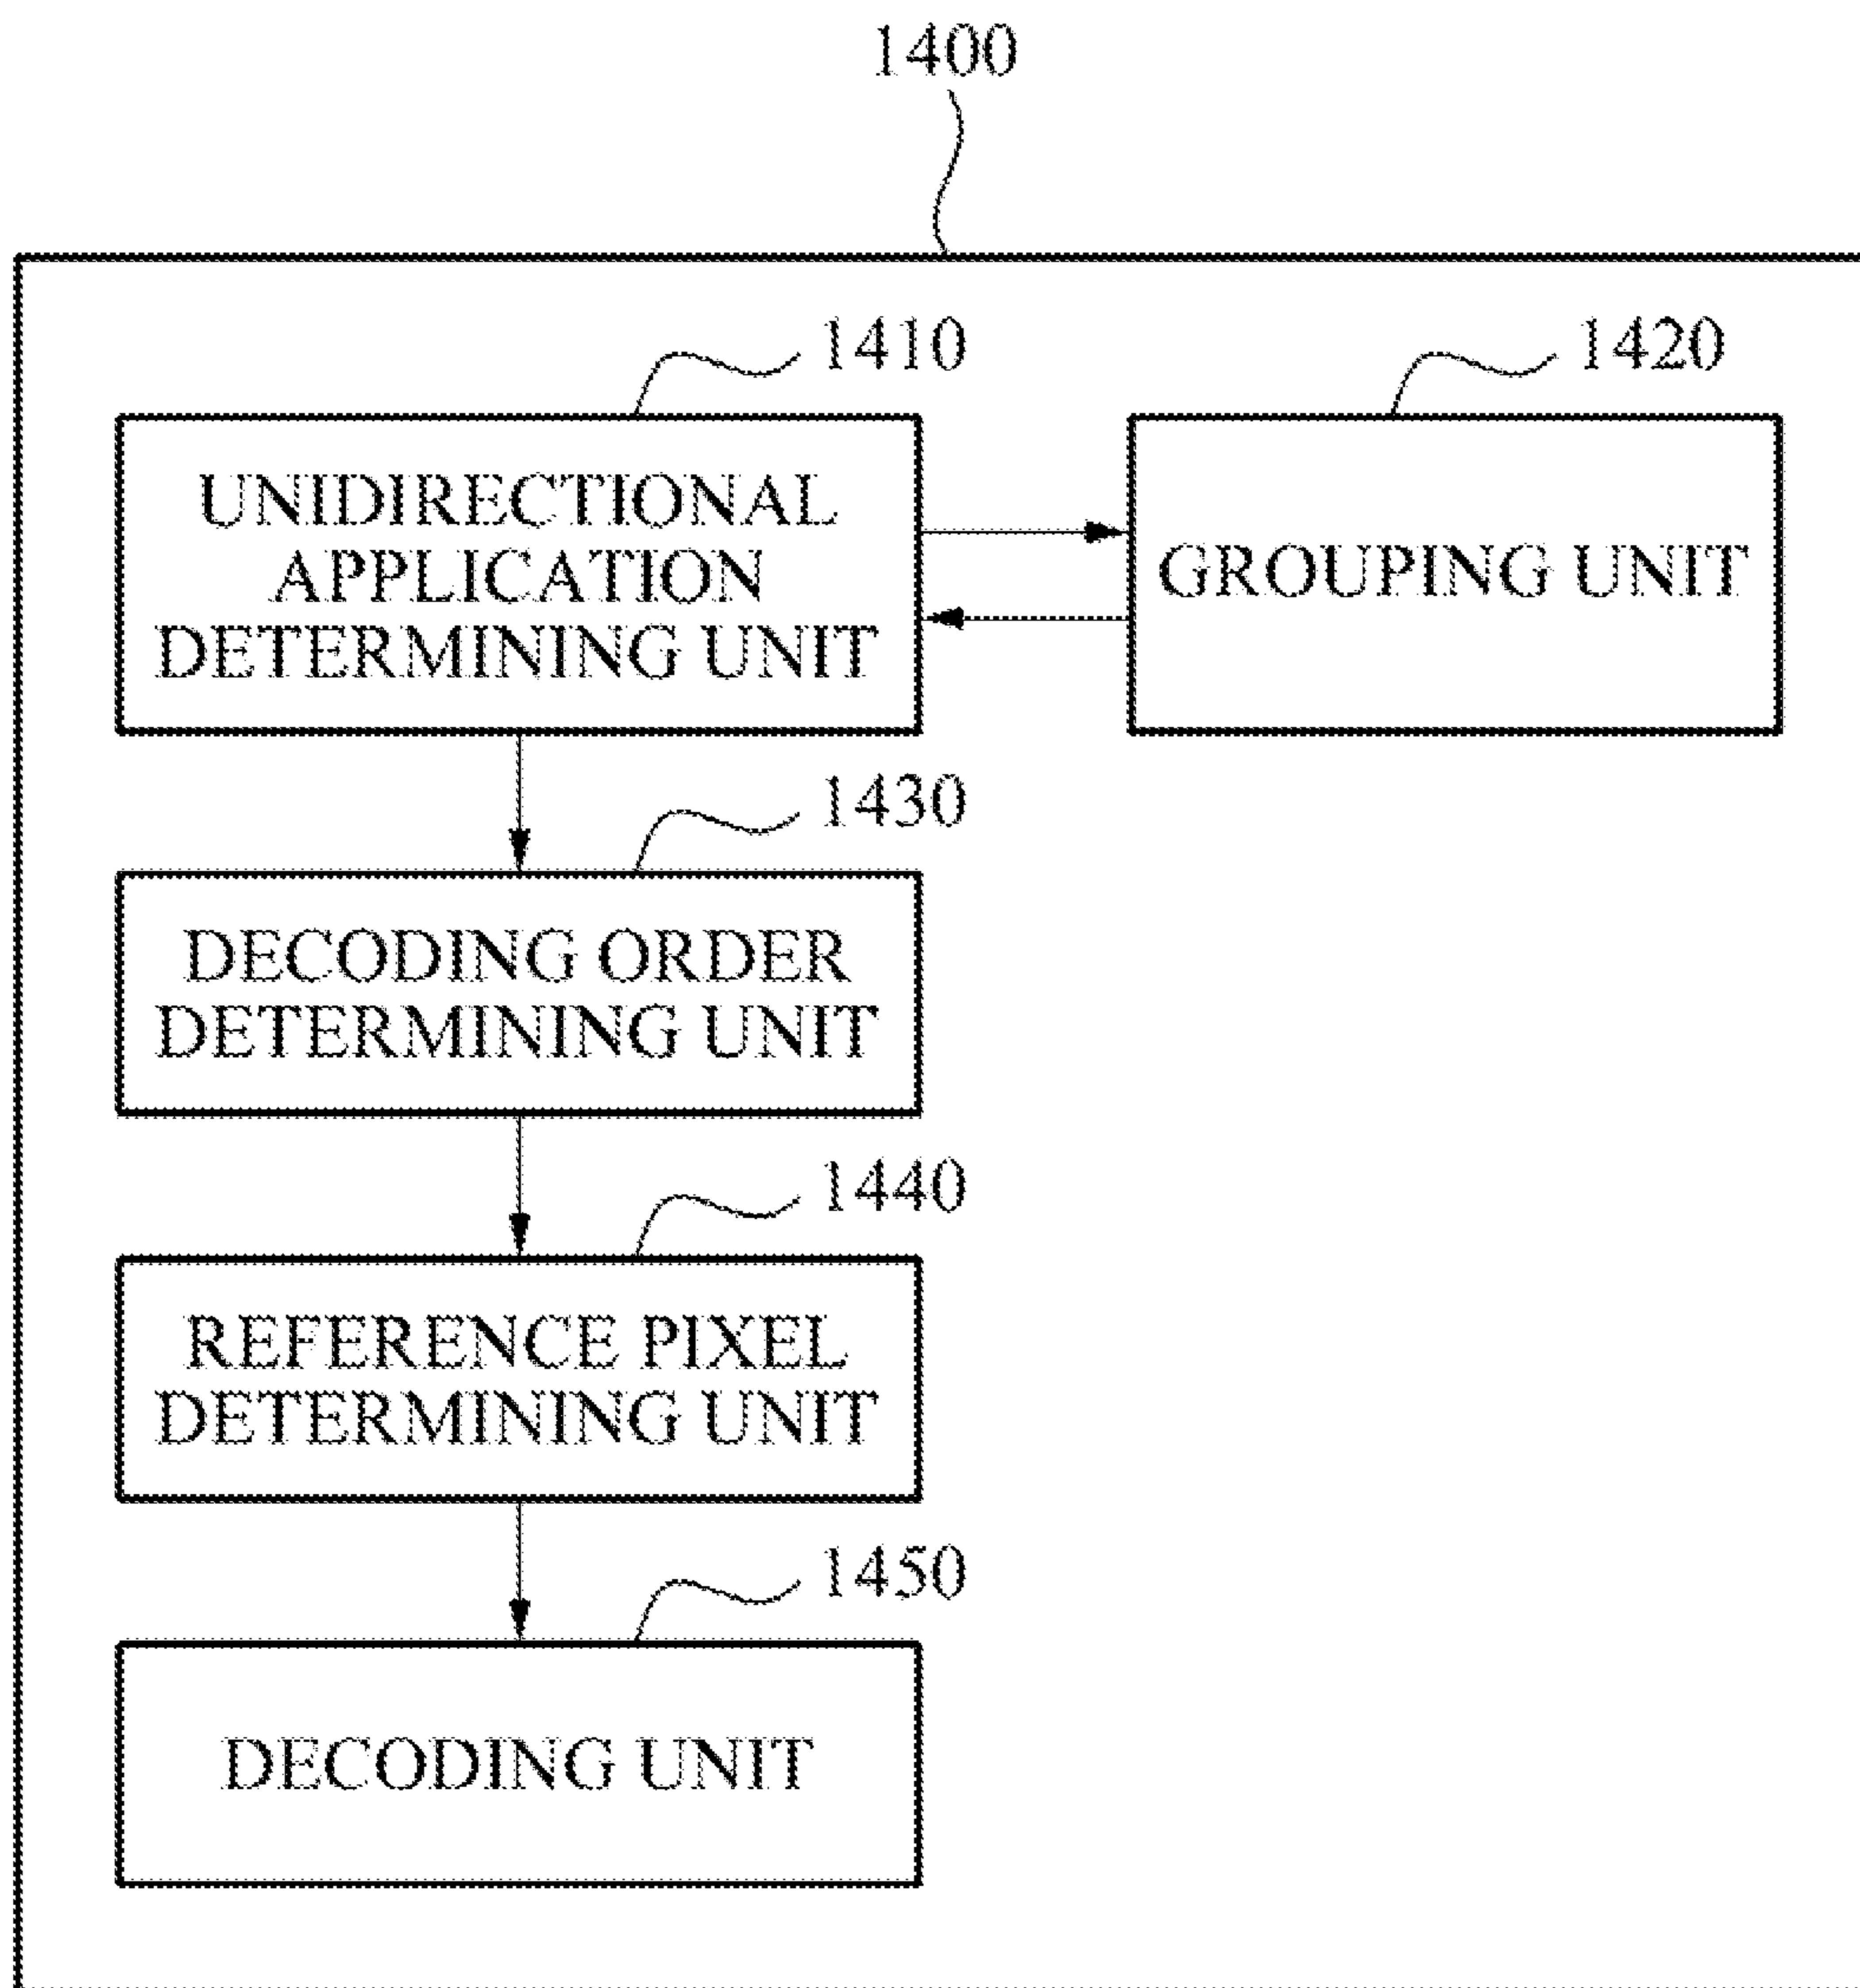 1400
1410
1420
UNIDIRECTIONAL
APPLICATION
DETERMINING UNIT
GROUPING UNIT
1430
DECODING ORDER
DETERMINING UNIT
1440
REFERENCE PIXEL
DETERMINING UNIT
1450
DECODING UNIT